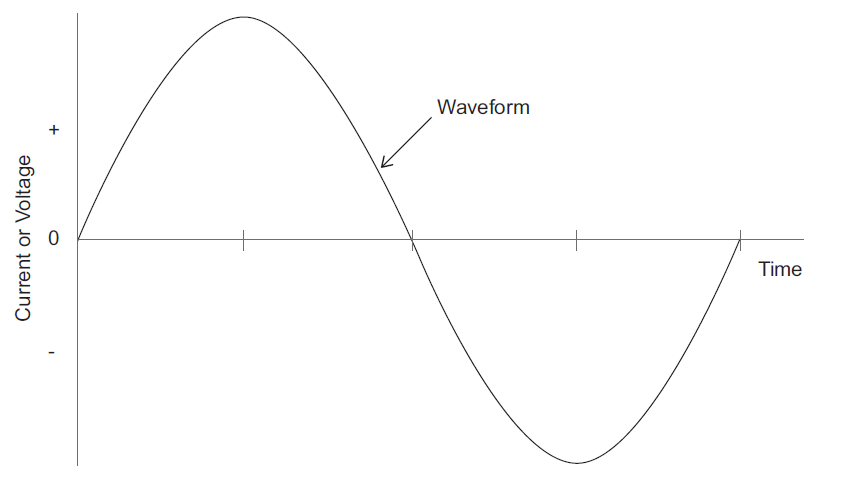 Waveform
+
Current or Voltage
0
Time
-